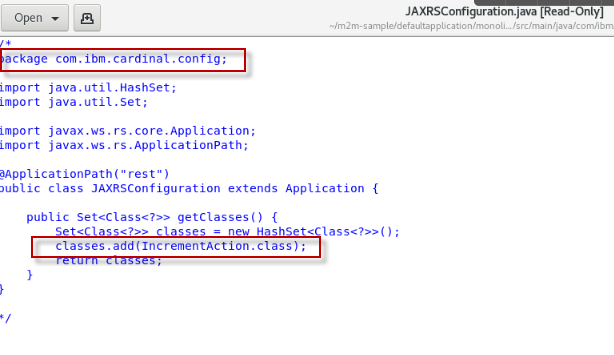 Open
JAXRSConfiguration.java [Read-Only]
~/m2m-sample/defaultapplication/monoli.../src/main/java/com/ibm
/*
package com.ibm.cardinal.config;
import java.util.HashSet;
import java.util.Set;
import javax.ws.rs.core.Application;
import javax.ws.rs.ApplicationPath;
@ApplicationPath("rest")
public class JAXRSConfiguration extends Application {
public Set<Class<?>> getClasses() {
Set<Class<?>> classes = new HashSet<Class<?>>();
classes.add(IncrementAction.class);
return classes;
}
}
*/